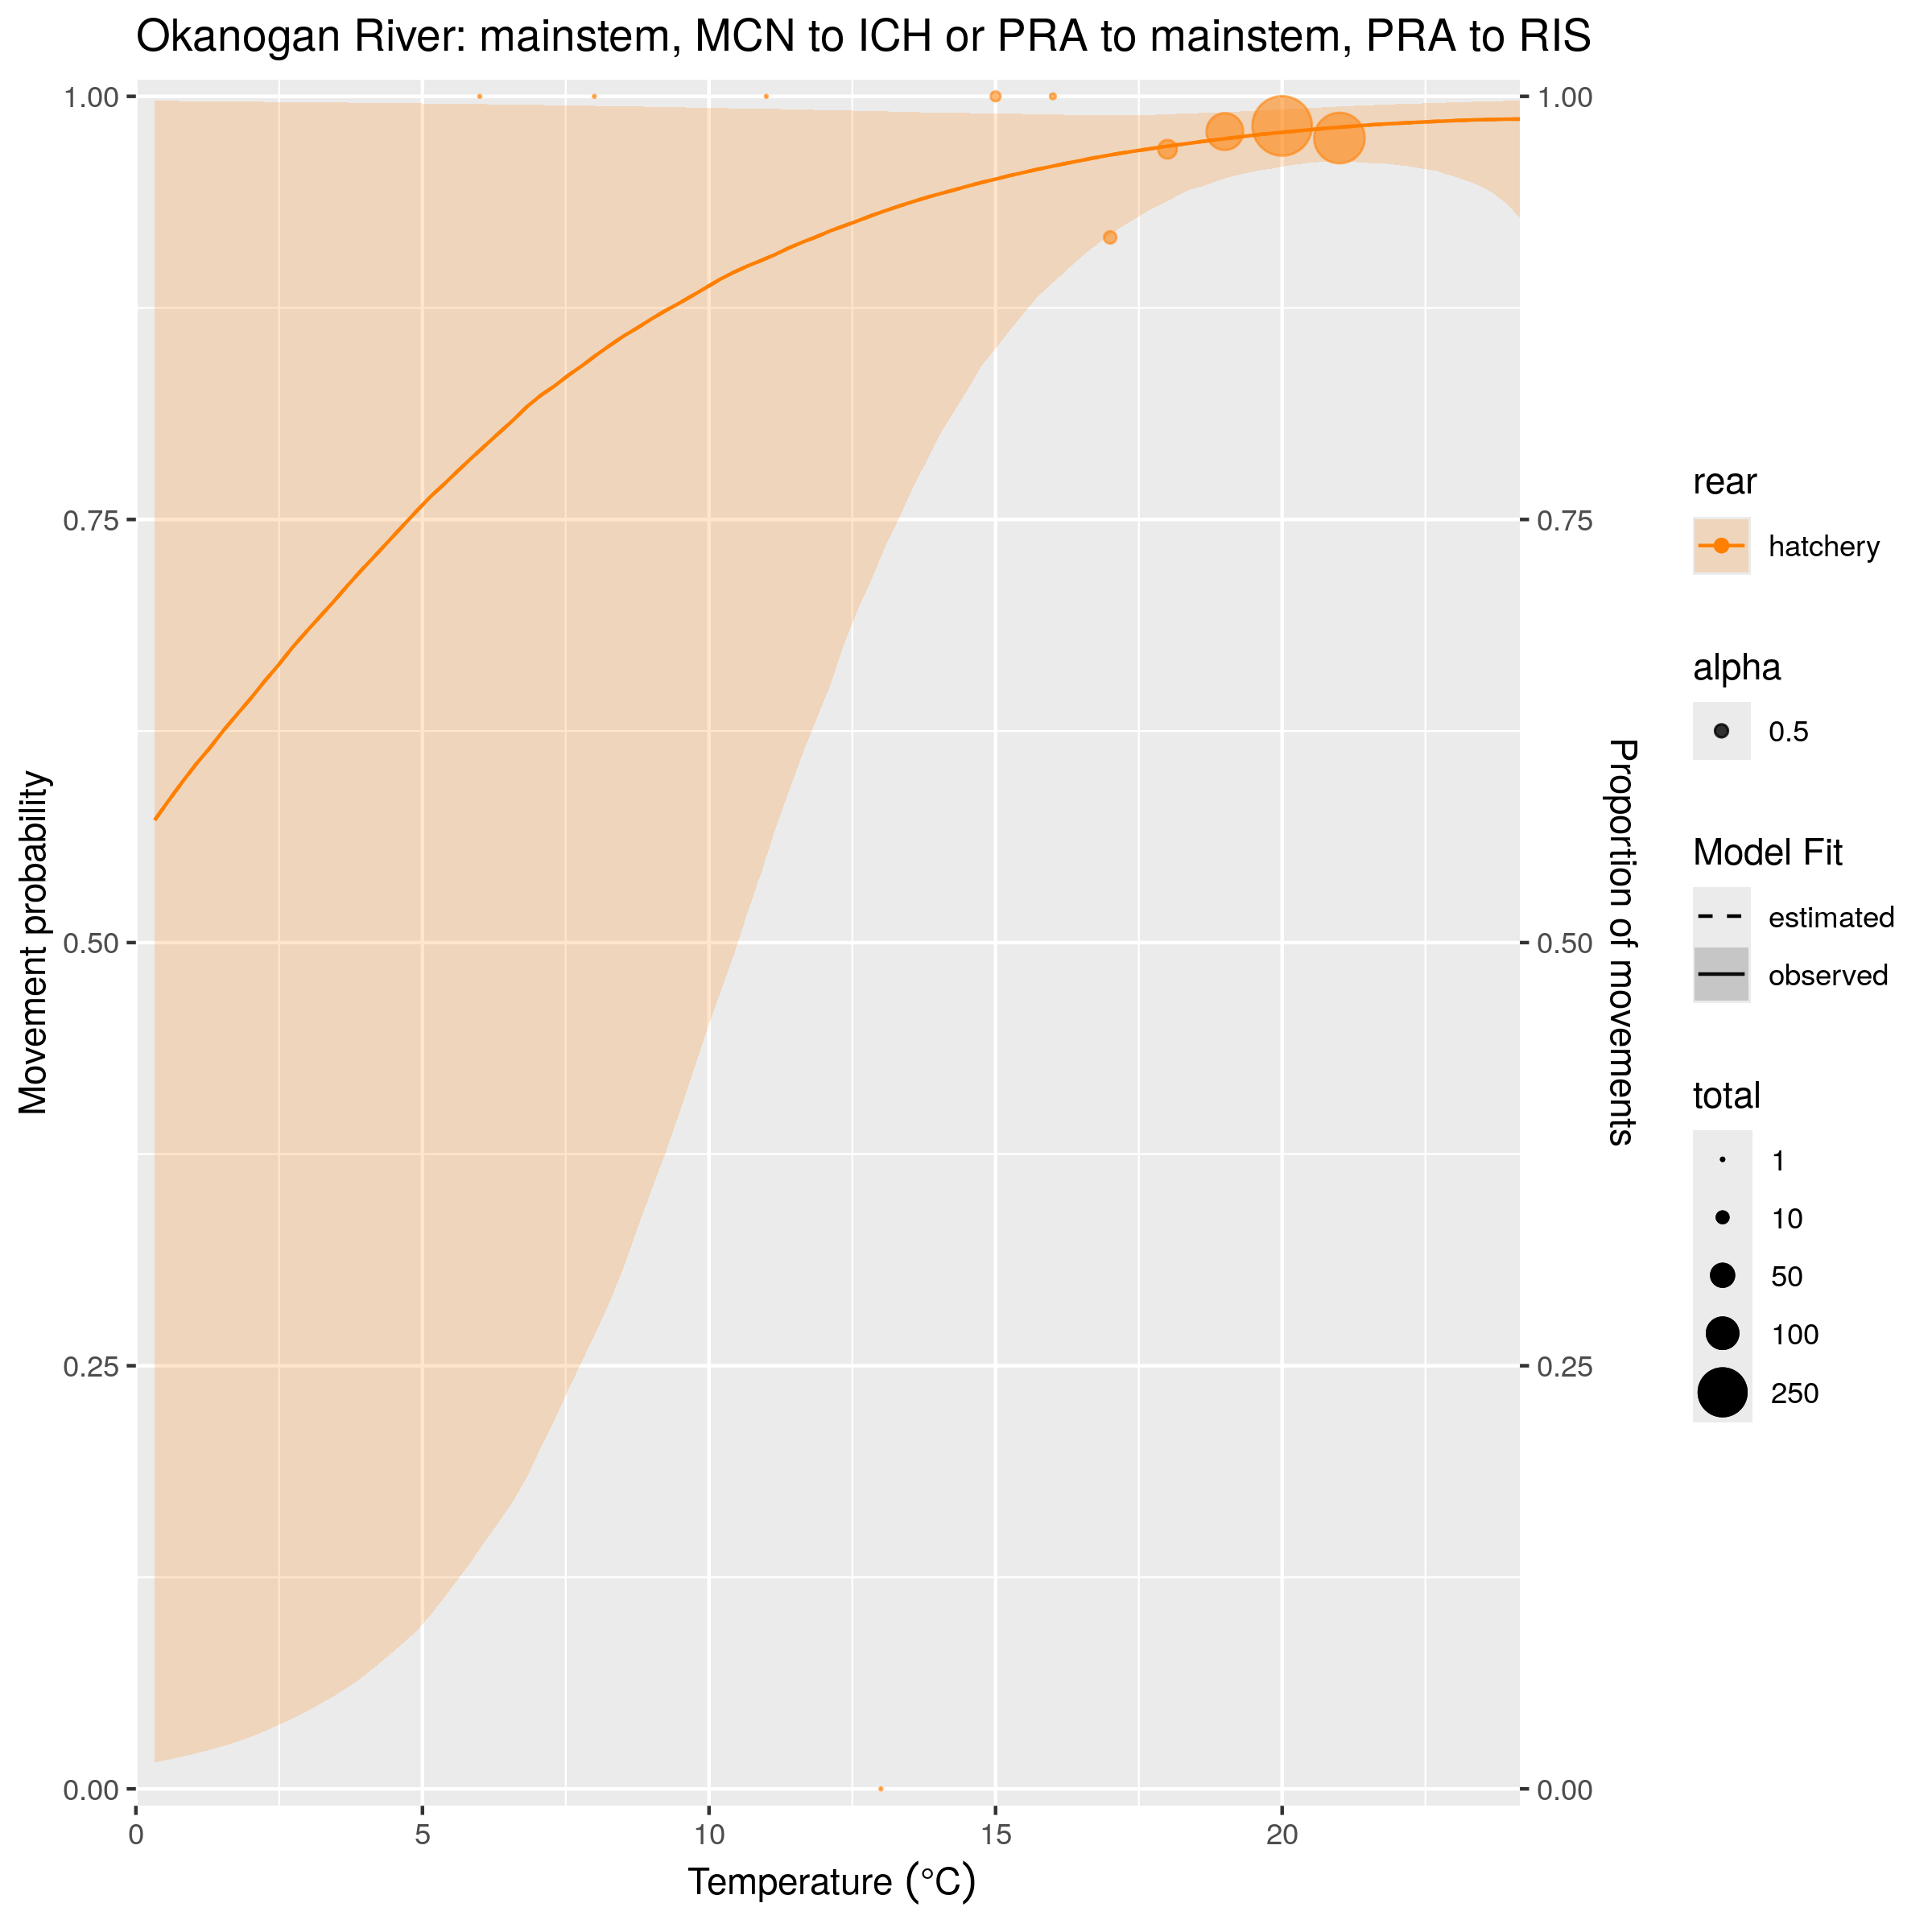 Okanogan River: mainstem, MCN to ICH or PRA to mainstem, PRA to RIS
Movement probability
1.00
0.75
0.50
0.25
0.00
0
5
10
15
20
Temperature (°C)
1.00
0.75
0.50
0.25
0.00
Proportion of movements
rear
hatchery
alpha
0.5
Model Fit
estimated
observed
total
1
10
50
100
250